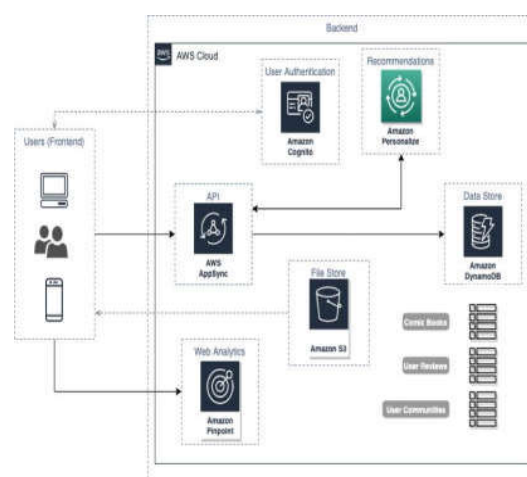 Backend
aws
AWS Cloud
User Authentication
Amazon
Cognito
Recommendations
Amazon
Personalize
Users (Frontend)
API
AWS
AppSync
Data Store
Amazon
DynamoDB
File Store
Amazon S3
Comic Books
User Reviews
User Communities
Web Analytics
Amazon
Pinpoint